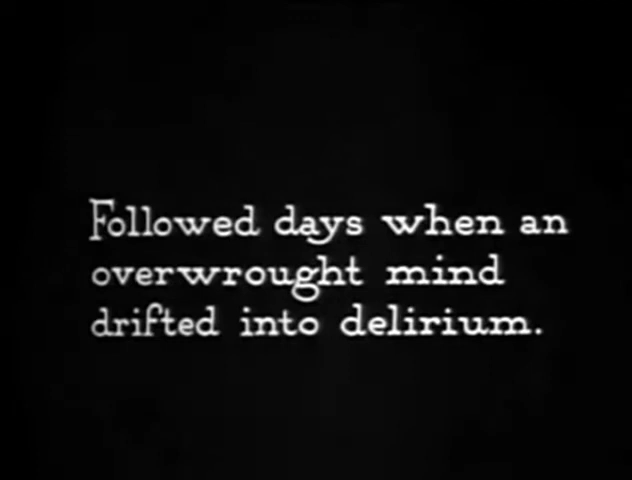 Followed days when an
overwrought mind
drifted into delirium.